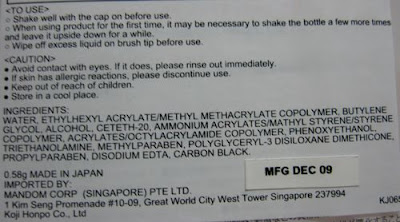 <TO USE>
○ Shake well with the cap on before use.
○ When using product for the first time, it may be necessary to shake the bottle a few more times
and leave it upside down for a while.
○ Wipe off excess liquid on brush tip before use.
<CAUTION>
● Avoid contact with eyes. If it does, please rinse out immediately.
● If skin has allergic reactions, please discontinue use.
● Keep out of reach of children.
● Store in a cool place.
INGREDIENTS:
WATER, ETHYLHEXYL ACRYLATE/METHYL METHACRYLATE COPOLYMER, BUTYLENE
GLYCOL, ALCOHOL, CETETH-20, AMMONIUM ACRYLATES/MATHYL STYRENE/STYRENE
COPOLYMER, ACRYLATES/OCTYLACRYLAMIDE COPOLYMER, PHENOXYETHANOL,
TRIETHANOLAMINE, METHYLPARABEN, POLYGLYCERYL-3 DISILOXANE DIMETHICONE,
PROPYLPARABEN, DISODIUM EDTA, CARBON BLACK.
0.58g MADE IN JAPAN
IMPORTED BY:
MANDOM CORP (SINGAPORE) PTE LTD.
MFG DEC 09
1 Kim Seng Promenade #10-09, Great World City West Tower Singapore 237994
Koji Honpo Co., Ltd
KJ065